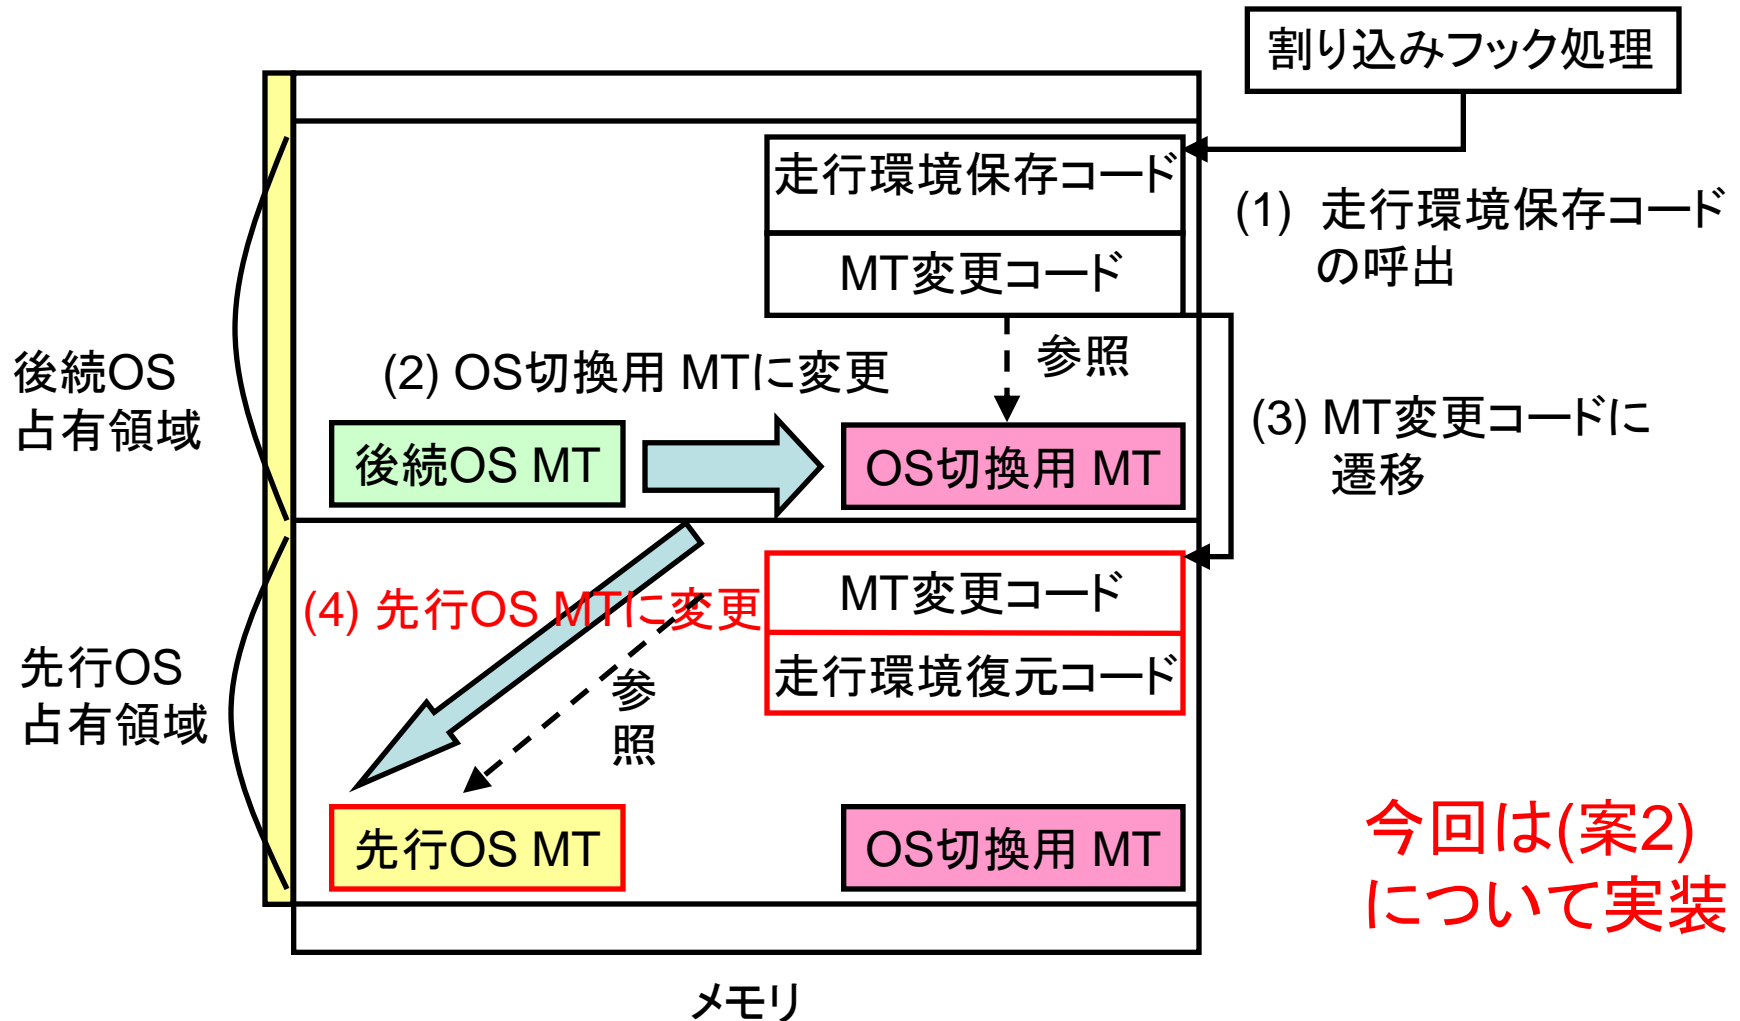 割り込みフック処理
走行環境保存コード
(1) 走行環境保存コード
の呼出
MT変更コード
参照
(2) OS切換用 MTに変更
後続OS
占有領域
(3) MT変更コードに
遷移
後続OS MT
OS切換用 MT
MT変更コード
(4) 先行OS MTに変更
走行環境復元コード
参
照
先行OS
占有領域
先行OS MT
OS切換用 MT
今回は(案2)
について実装
メモリ